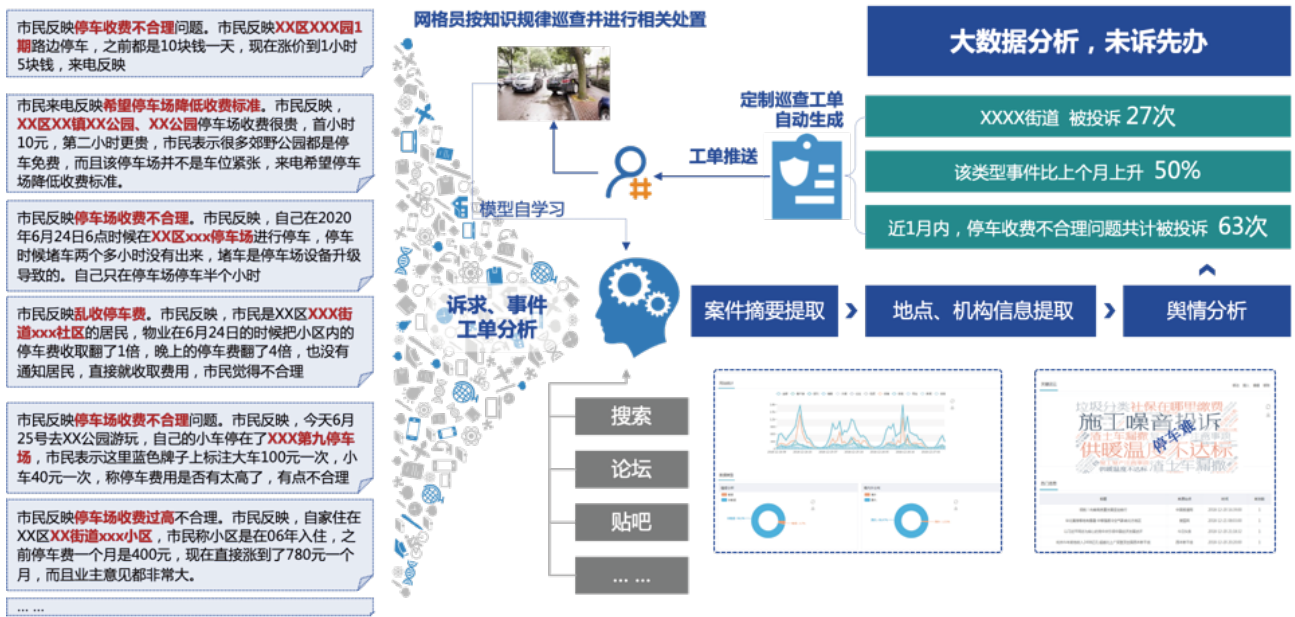 市民反映停车收费不合理问题。市民反映XX区XXX园1
期路边停车，之前都是10块钱一天，现在涨价到1小时
5块钱，来电反映
市民来电反映希望停车场降低收费标准。市民反映，
XX区XX镇XX公园、XX公园停车场收费很贵，首小时
10元，第二小时更贵，市民表示很多郊野公园都是停
车免费，而且该停车场并不是车位紧张，来电希望停车
场降低收费标准。
市民反映停车场收费不合理。市民反映，自己在2020
年6月24日6点时候在XX区xxx停车场进行停车，停车
时候堵车两个多小时没有出来，堵车是停车场设备升级
导致的。自己只在停车场停车半个小时
市民反映乱收停车费。市民反映，市民是XX区XXX街
道xxx社区的居民，物业在6月24日的时候把小区内的
停车费收取翻了1倍，晚上的停车费翻了4倍，也没有
通知居民，直接就收取费用，市民觉得不合理
市民反映停车场收费不合理问题。市民反映，今天6月
25号去XX公园游玩，自己的小车停在了XXX第九停车
场，市民表示这里蓝色牌子上标注大车100元一次，小
车40元一次，称停车费用是否有太高了，有点不合理
市民反映停车场收费过高不合理。市民反映，自家住在
XX区XX街道xxx小区，市民称小区是在06年入住，之
前停车费一个月是400元，现在直接涨到了780元一个
月，而且业主意见都非常大。
... ...
网格员按知识规律巡查并进行相关处置
定制巡查工单
自动生成
工单推送
模型自学习
诉求、事件
工单分析
搜索
论坛
贴吧
... ...
大数据分析，未诉先办
XXXX街道 被投诉 27次
该类型事件比上个月上升 50%
近1月内，停车收费不合理问题共计被投诉 63次
案件摘要提取
地点、机构信息提取
舆情分析
垃圾分类
社保在哪里缴费
施工噪音投诉
停车难
渣土车漏撒
供暖温度不达标
渣土车漏撒